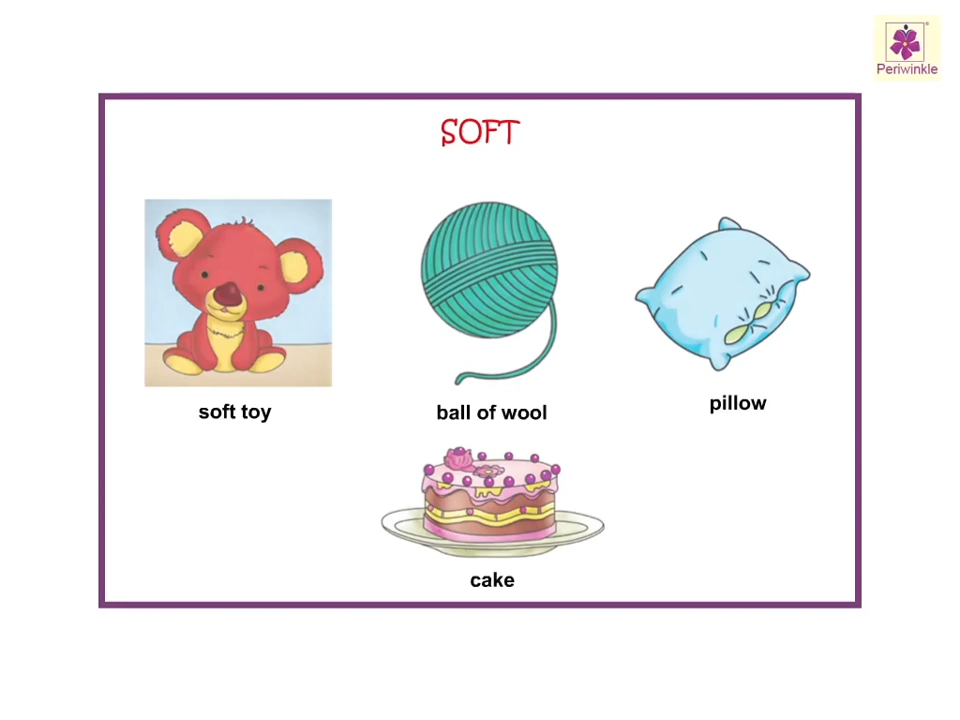 Periwinkle
SOFT
soft toy
ball of wool
pillow
cake